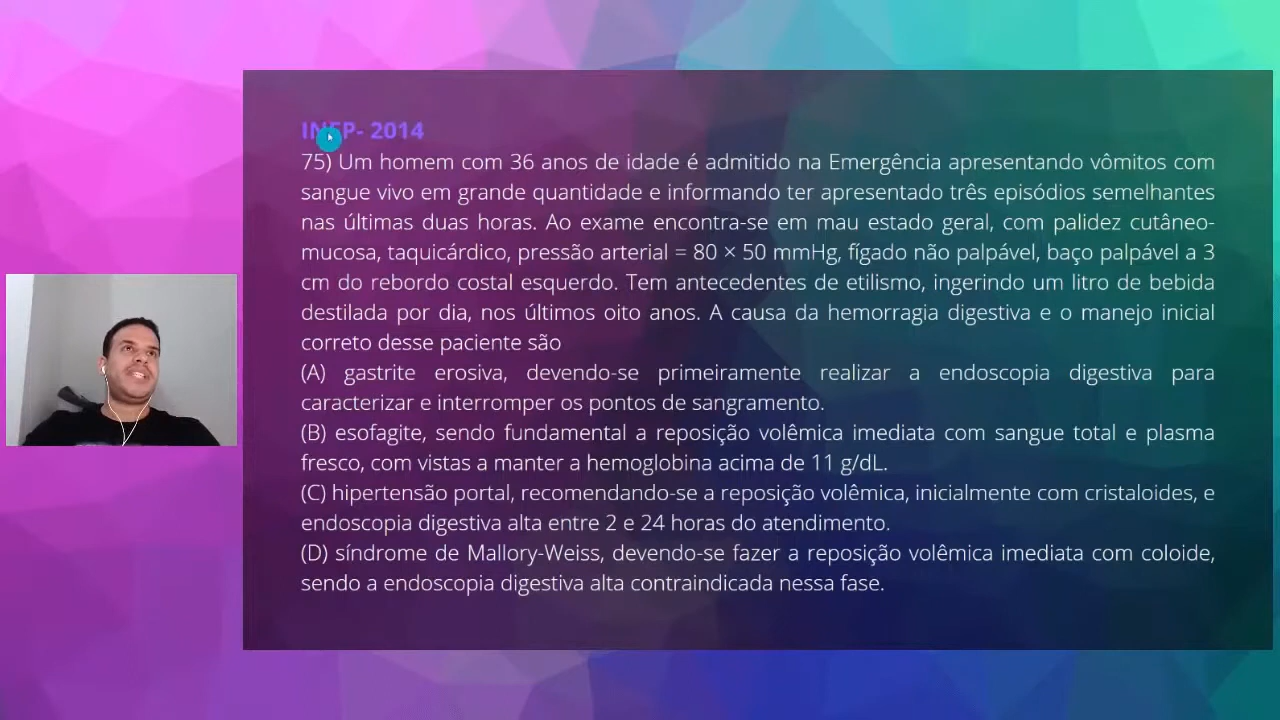 INEP- 2014
75) Um homem com 36 anos de idade é admitido na Emergência apresentando vômitos com
sangue vivo em grande quantidade e informando ter apresentado três episódios semelhantes
nas últimas duas horas. Ao exame encontra-se em mau estado geral, com palidez cutâneo-
mucosa, taquicárdico, pressão arterial = 80 × 50 mmHg, fígado não palpável, baço palpável a 3
cm do rebordo costal esquerdo. Tem antecedentes de etilismo, ingerindo um litro de bebida
destilada por dia, nos últimos oito anos. A causa da hemorragia digestiva e o manejo inicial
correto desse paciente são
(A) gastrite erosiva, devendo-se primeiramente realizar a endoscopia digestiva para
caracterizar e interromper os pontos de sangramento.
(B) esofagite, sendo fundamental a reposição volêmica imediata com sangue total e plasma
fresco, com vistas a manter a hemoglobina acima de 11 g/dL.
(C) hipertensão portal, recomendando-se a reposição volêmica, inicialmente com cristaloides, e
endoscopia digestiva alta entre 2 e 24 horas do atendimento.
(D) síndrome de Mallory-Weiss, devendo-se fazer a reposição volêmica imediata com coloide,
sendo a endoscopia digestiva alta contraindicada nessa fase.